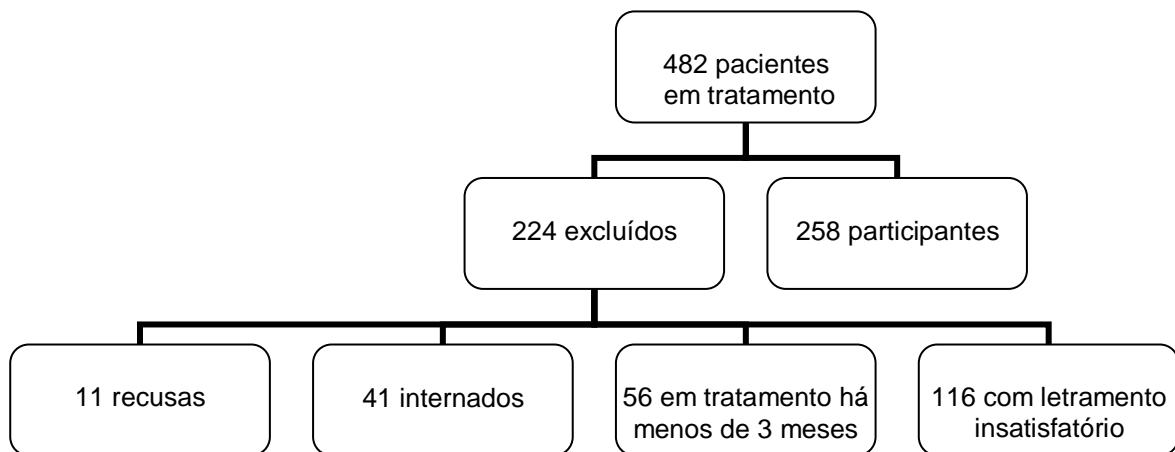 482 pacientes
em tratamento
224 excluídos
258 participantes
11 recusas
41 internados
56 em tratamento há
menos de 3 meses
116 com letramento
insatisfatório